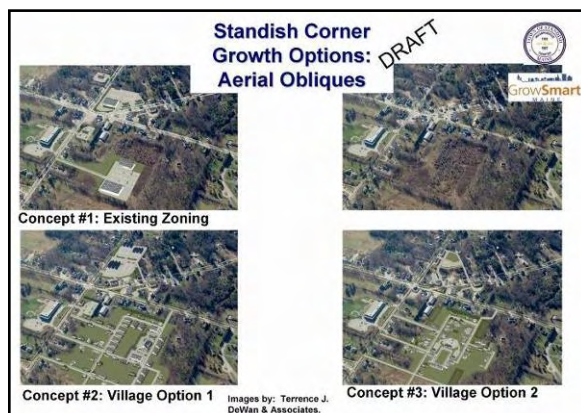 Standish Corner
Growth Options:
Aerial Obliques
DRAFT
GrowSmart
MAINE
Concept #1: Existing Zoning
Concept #2: Village Option 1
Images by: Terrence J.
DeWan & Associates.
Concept #3: Village Option 2